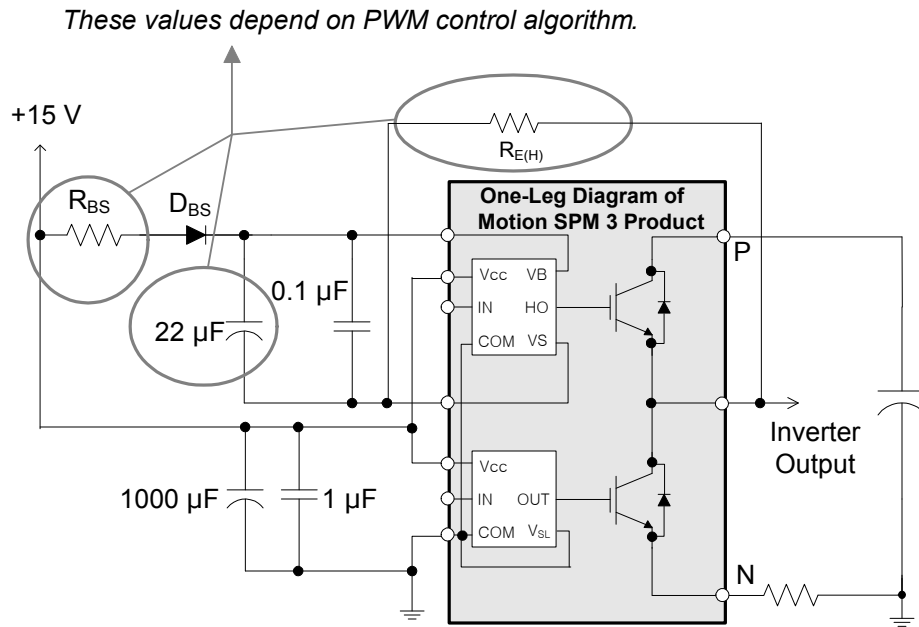 These values depend on PWM control algorithm.
+15 V
R_BS
D_BS
R_E(H)
One-Leg Diagram of
Motion SPM 3 Product
P
Vcc
VB
IN
HO
COM
VS
0.1 µF
22 µF
Inverter
Output
Vcc
IN
OUT
COM
V_SL
1000 µF
1 µF
N